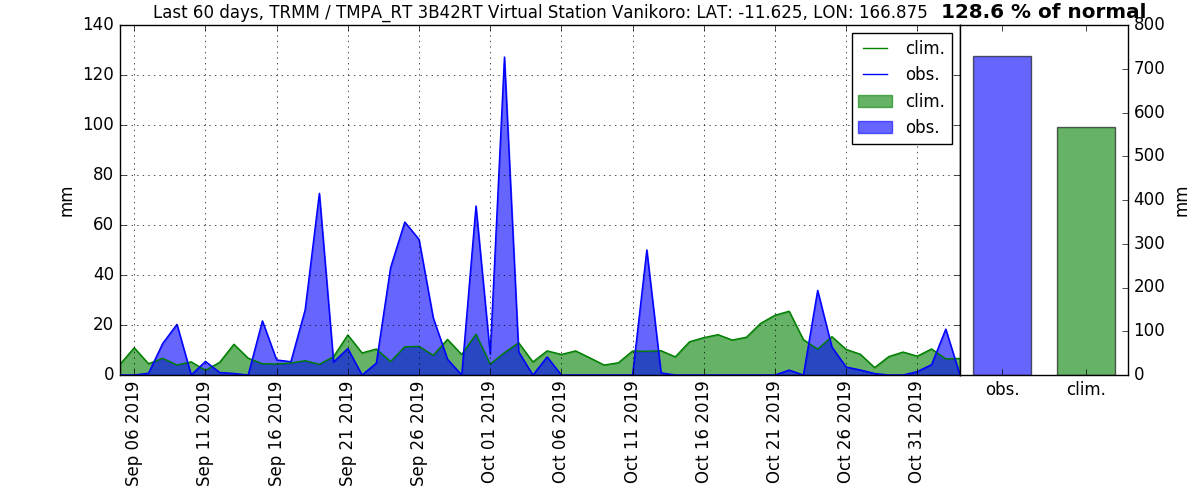 Last 60 days, TRMM / TMPA_RT 3B42RT Virtual Station Vanikoro: LAT: -11.625, LON: 166.875 128.6 % of normal
140
120
100
80
60
40
20
0
mm
clim.
obs.
clim.
obs.
800
700
600
500
400
300
200
100
0
mm
Sep 06 2019
Sep 11 2019
Sep 16 2019
Sep 21 2019
Sep 26 2019
Oct 01 2019
Oct 06 2019
Oct 11 2019
Oct 16 2019
Oct 21 2019
Oct 26 2019
Oct 31 2019
obs.
clim.